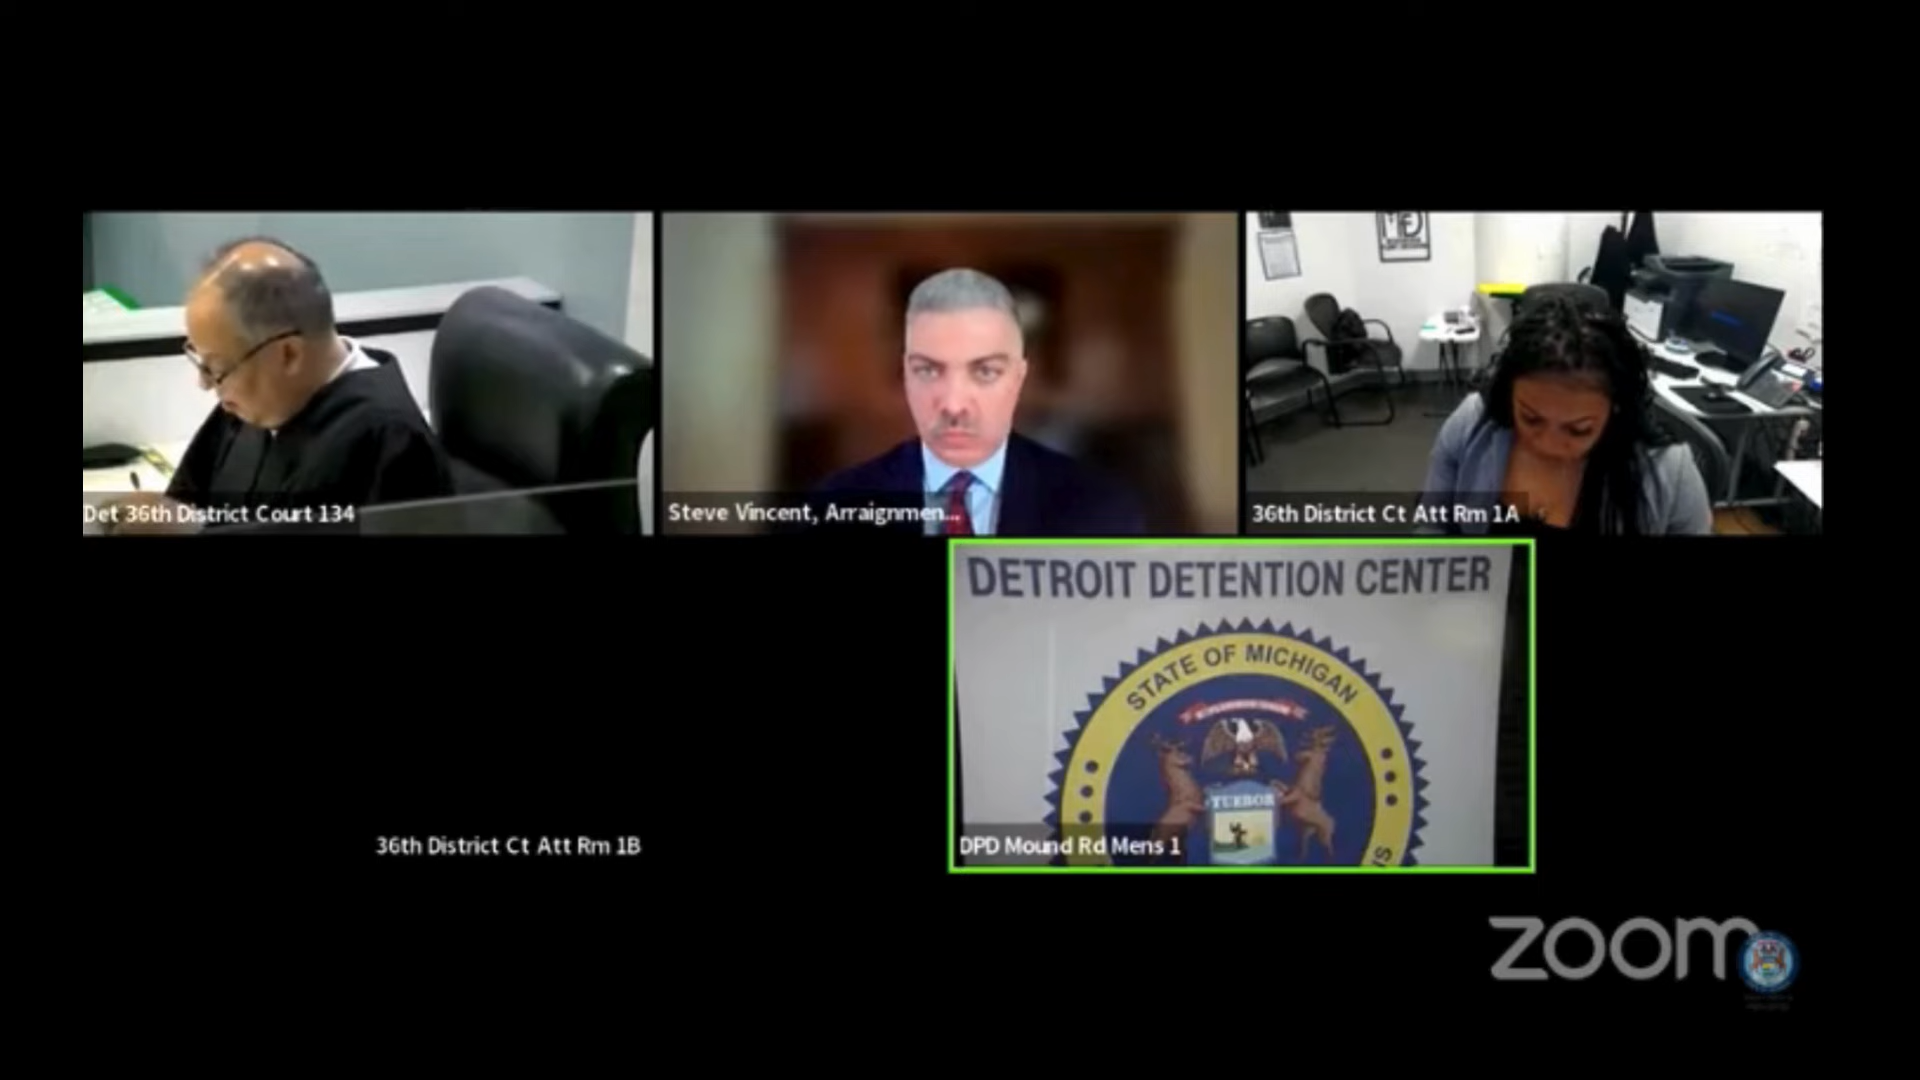 Det 36th District Court 134
Steve Vincent, Arraignmen...
36th District Ct Att Rm 1A
DETROIT DETENTION CENTER
STATE OF MICHIGAN
TUEBOR
36th District Ct Att Rm 1B
DPD Mound Rd Mens 1
zoom